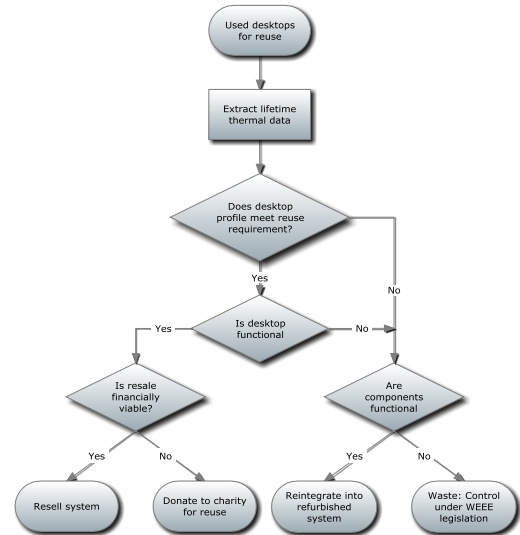 Used desktops
for reuse
Extract lifetime
thermal data
Does desktop
profile meet reuse
requirement?
Yes
No
Is desktop
functional
Yes
No
Is resale
financially
viable?
Are
components
functional
Yes
No
Yes
No
Resell system
Donate to charity
for reuse
Reintegrate into
refurbished
system
Waste: Control
under WEEE
legislation